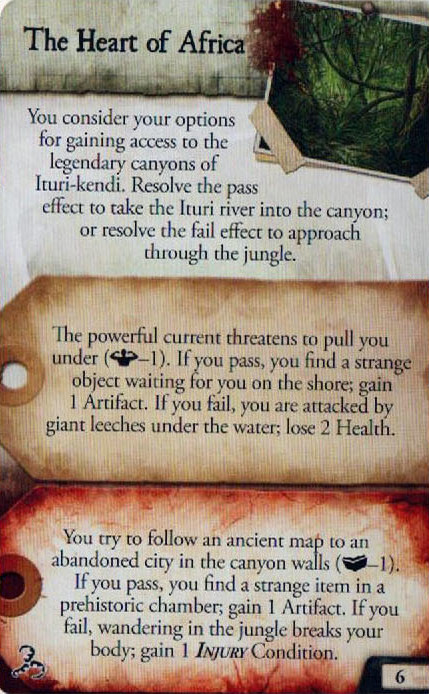 The Heart of Africa
You consider your options
for gaining access to the
legendary canyons of
Ituri-kendi. Resolve the pass
effect to take the Ituri river into the canyon;
or resolve the fail effect to approach
through the jungle.
The powerful current threatens to pull you
under (–1). If you pass, you find a strange
object waiting for you on the shore; gain
1 Artifact. If you fail, you are attacked by
giant leeches under the water; lose 2 Health.
You try to follow an ancient map to an
abandoned city in the canyon walls (–1).
If you pass, you find a strange item in a
prehistoric chamber; gain 1 Artifact. If you
fail, wandering in the jungle breaks your
body; gain 1 INJURY Condition.
6